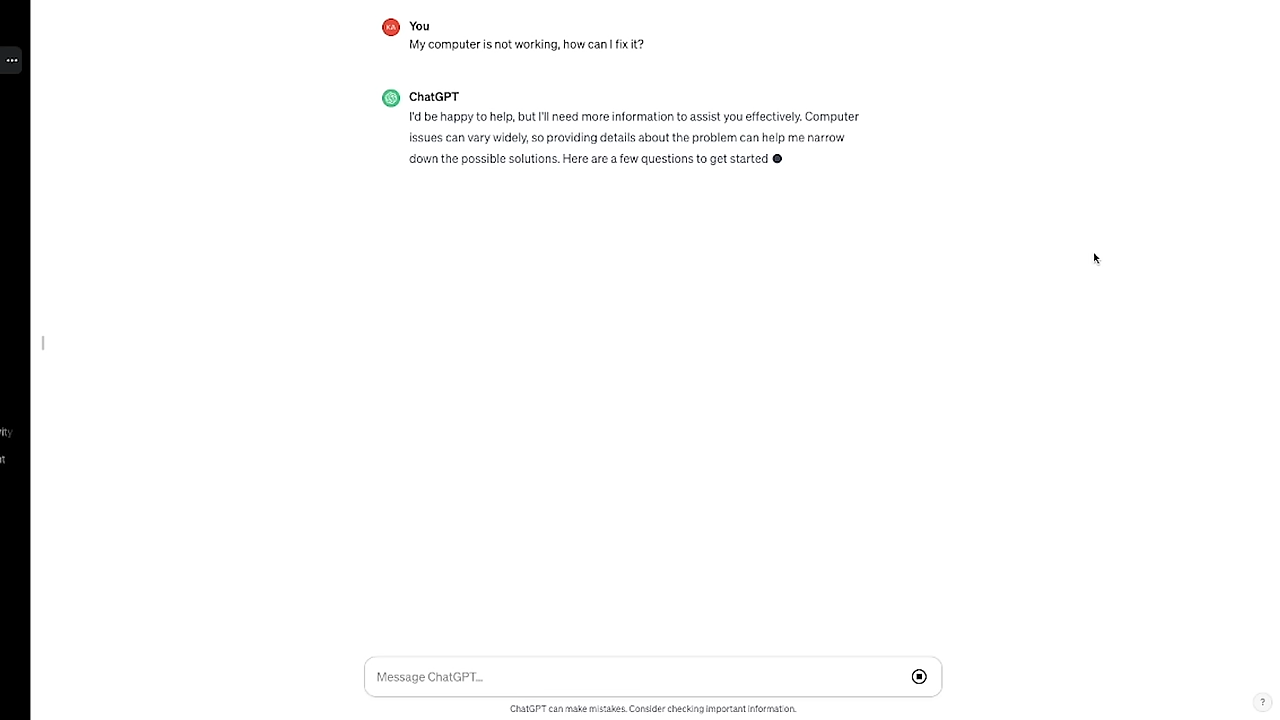 You
KA
My computer is not working, how can I fix it?
ChatGPT
I'd be happy to help, but I'll need more information to assist you effectively. Computer
issues can vary widely, so providing details about the problem can help me narrow
down the possible solutions. Here are a few questions to get started
Message ChatGPT...
ChatGPT can make mistakes. Consider checking important information.
?